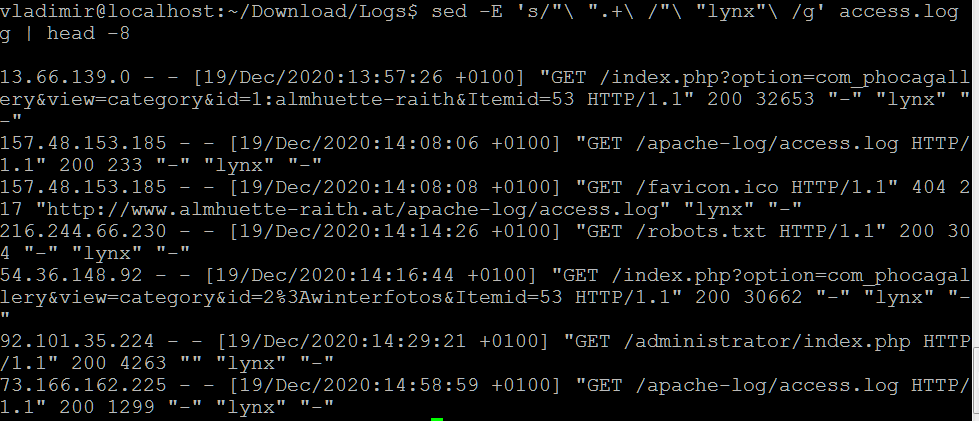 vladimir@localhost:~/Download/Logs$ sed -E 's/"\ ".+\ /"\ "lynx"\ /g' access.log
g | head -8
13.66.139.0 - - [19/Dec/2020:13:57:26 +0100] "GET /index.php?option=com_phocagall
ery&view=category&id=1:almhuette-raith&Itemid=53 HTTP/1.1" 200 32653 "-" "lynx" "
-"
157.48.153.185 - - [19/Dec/2020:14:08:06 +0100] "GET /apache-log/access.log HTTP/
1.1" 200 233 "-" "lynx" "-"
157.48.153.185 - - [19/Dec/2020:14:08:08 +0100] "GET /favicon.ico HTTP/1.1" 404 2
17 "http://www.almhuette-raith.at/apache-log/access.log" "lynx" "-"
216.244.66.230 - - [19/Dec/2020:14:14:26 +0100] "GET /robots.txt HTTP/1.1" 200 30
4 "-" "lynx" "-"
54.36.148.92 - - [19/Dec/2020:14:16:44 +0100] "GET /index.php?option=com_phocagal
lery&view=category&id=2%3Awinterfotos&Itemid=53 HTTP/1.1" 200 30662 "-" "lynx" "-
"
92.101.35.224 - - [19/Dec/2020:14:29:21 +0100] "GET /administrator/index.php HTTP
/1.1" 200 4263 "" "lynx" "-"
73.166.162.225 - - [19/Dec/2020:14:58:59 +0100] "GET /apache-log/access.log HTTP/
1.1" 200 1299 "-" "lynx" "-"